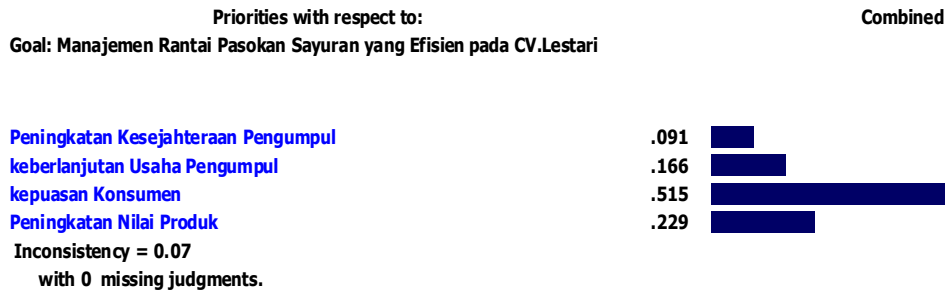 Priorities with respect to: Combined
Goal: Manajemen Rantai Pasokan Sayuran yang Efisien pada CV.Lestari
Peningkatan Kesejahteraan Pengumpul .091
keberlanjutan Usaha Pengumpul .166
kepuasan Konsumen .515
Peningkatan Nilai Produk .229
Inconsistency = 0.07
with 0 missing judgments.